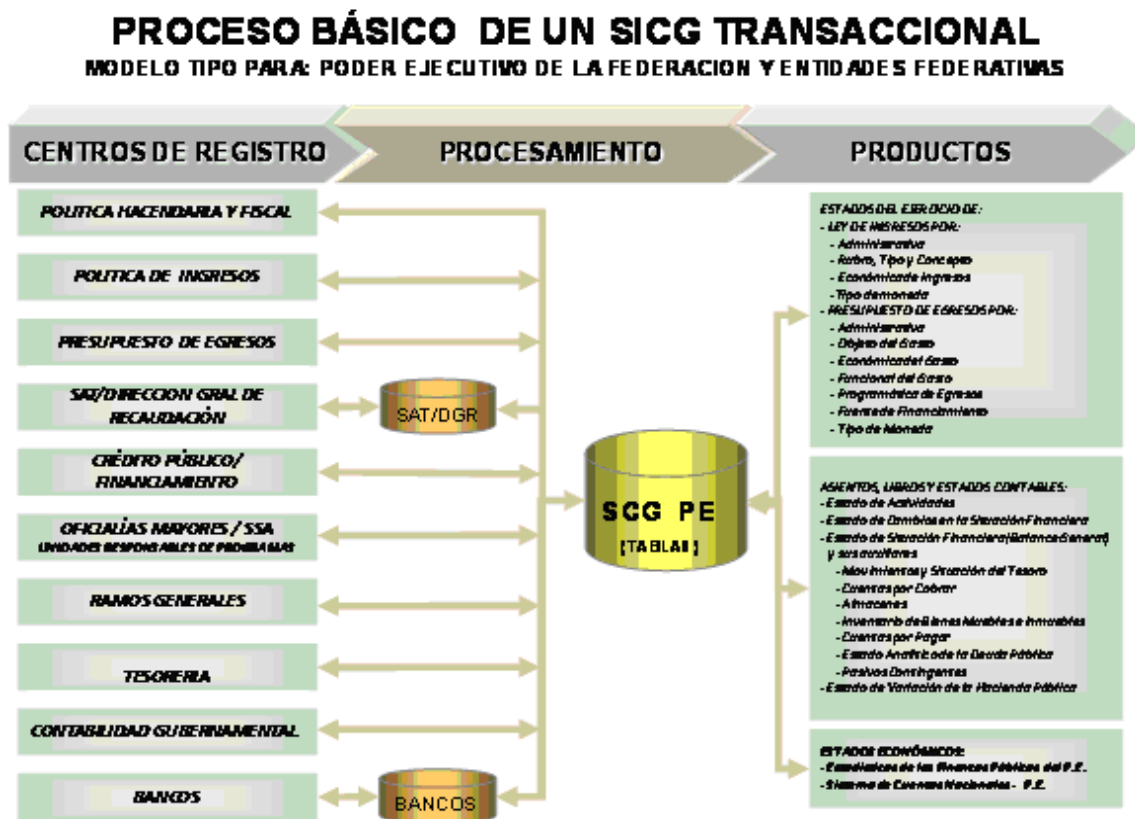 PROCESO BÁSICO DE UN SICG TRANSACCIONAL
MODELO TIPO PARA: PODER EJECUTIVO DE LA FEDERACION Y ENTIDADES FEDERATIVAS
CENTROS DE REGISTRO
PROCESAMIENTO
PRODUCTOS
POLITICA HACENDARIA Y FISCAL
POLITICA DE INGRESOS
PRESUPUESTO DE EGRESOS
SAT/DIRECCION GRAL DE
RECAUDACIÓN
CRÉDITO PÚBLICO/
FINANCIAMIENTO
OFICIALÍAS MAYORES / SSA
UNIDADES RESPONSABLES DE PROGRAMAS
RAMOS GENERALES
TESORERIA
CONTABILIDAD GUBERNAMENTAL
BANCOS
SAT/DGR
BANCOS
SCG PE
ESTADOS DEL EJERCICIO DE:
- LEY DE INGRESOS POR:
- Administrativa
- Rubro, Tipo y Concepto
- Económica de Ingresos
- Tipo de moneda
- PRESUPUESTO DE EGRESOS POR:
- Administrativa
- Objeto del Gasto
- Económica del Gasto
- Funcional del Gasto
- Programática de Egresos
- Fuente de Financiamiento
- Tipo de Moneda
ASIENTOS, LIBROS Y ESTADOS CONTABLES:
- Estado de Actividades
- Estado de Cambios en la Situación Financiera
- Estado de Situación Financiera (Balance General)
y sus auxiliares
- Movimientos y Situación del Tesoro
- Cuentas por Cobrar
- Almacenes
- Inventario de Bienes Muebles e Inmuebles
- Cuentas por Pagar
- Estado Analítico de la Deuda Pública
- Pasivos Contingentes
- Estado de Variación de la Hacienda Pública
ESTADOS ECONÓMICOS:
- Estadísticas de las Finanzas Públicas del P.E.
- Sistema de Cuentas Nacionales - P.E.